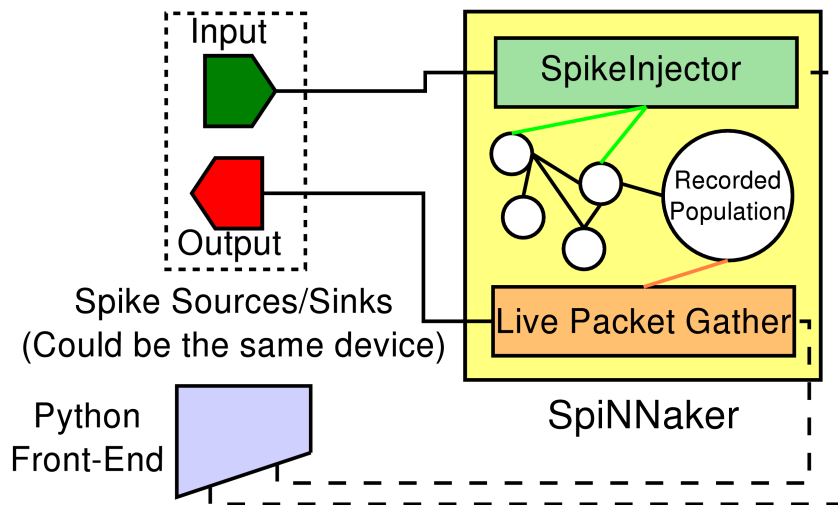 Input
SpikeInjector
Recorded
Population
Output
Spike Sources/Sinks
(Could be the same device)
Live Packet Gather
SpiNNaker
Python
Front-End